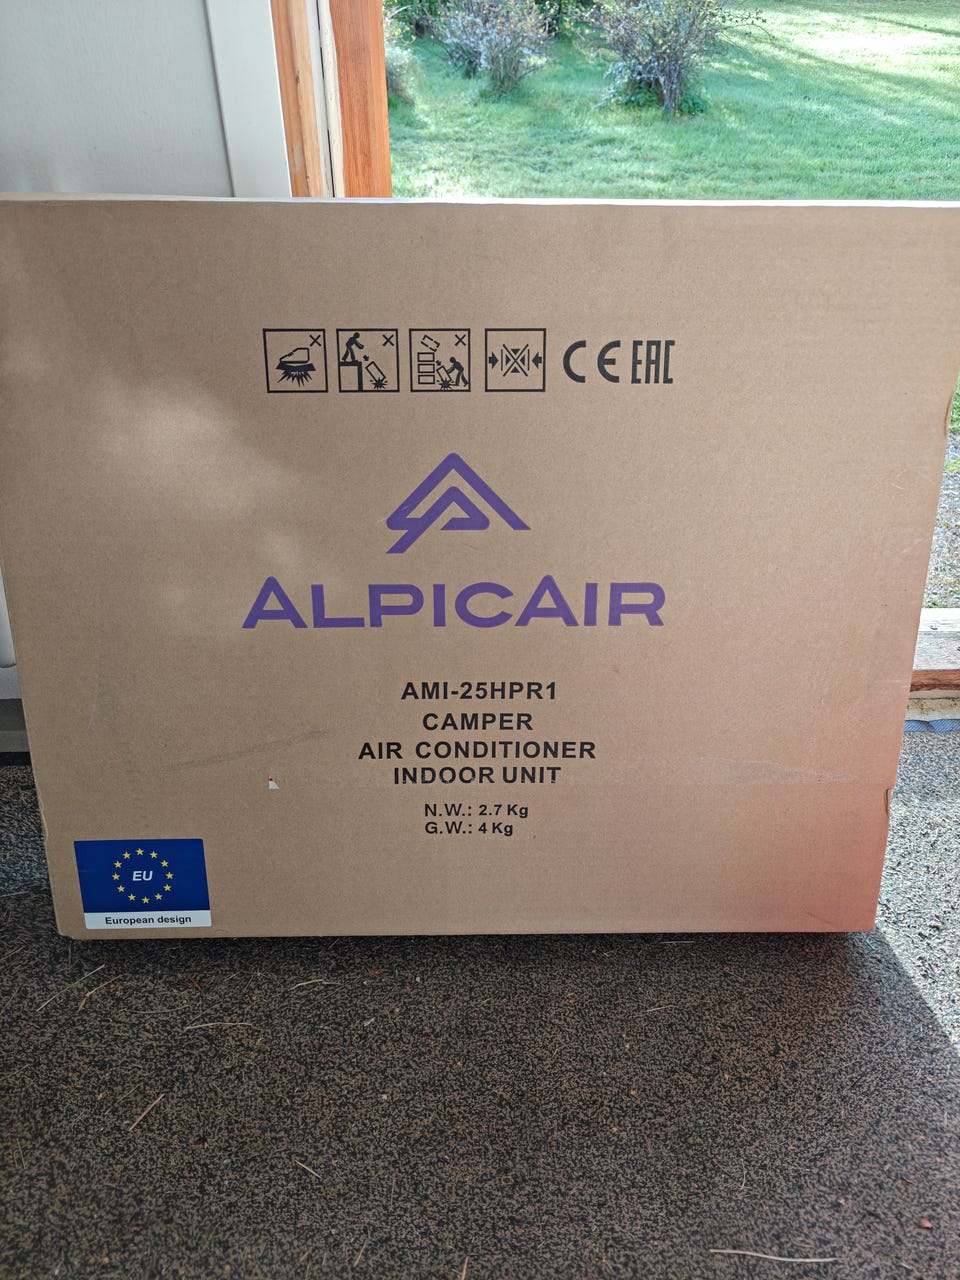 CE EAC
ALPICAIR
AMI-25HPR1
CAMPER
AIR CONDITIONER
INDOOR UNIT
N.W.: 2.7 Kg
G.W.: 4 Kg
EU
European design